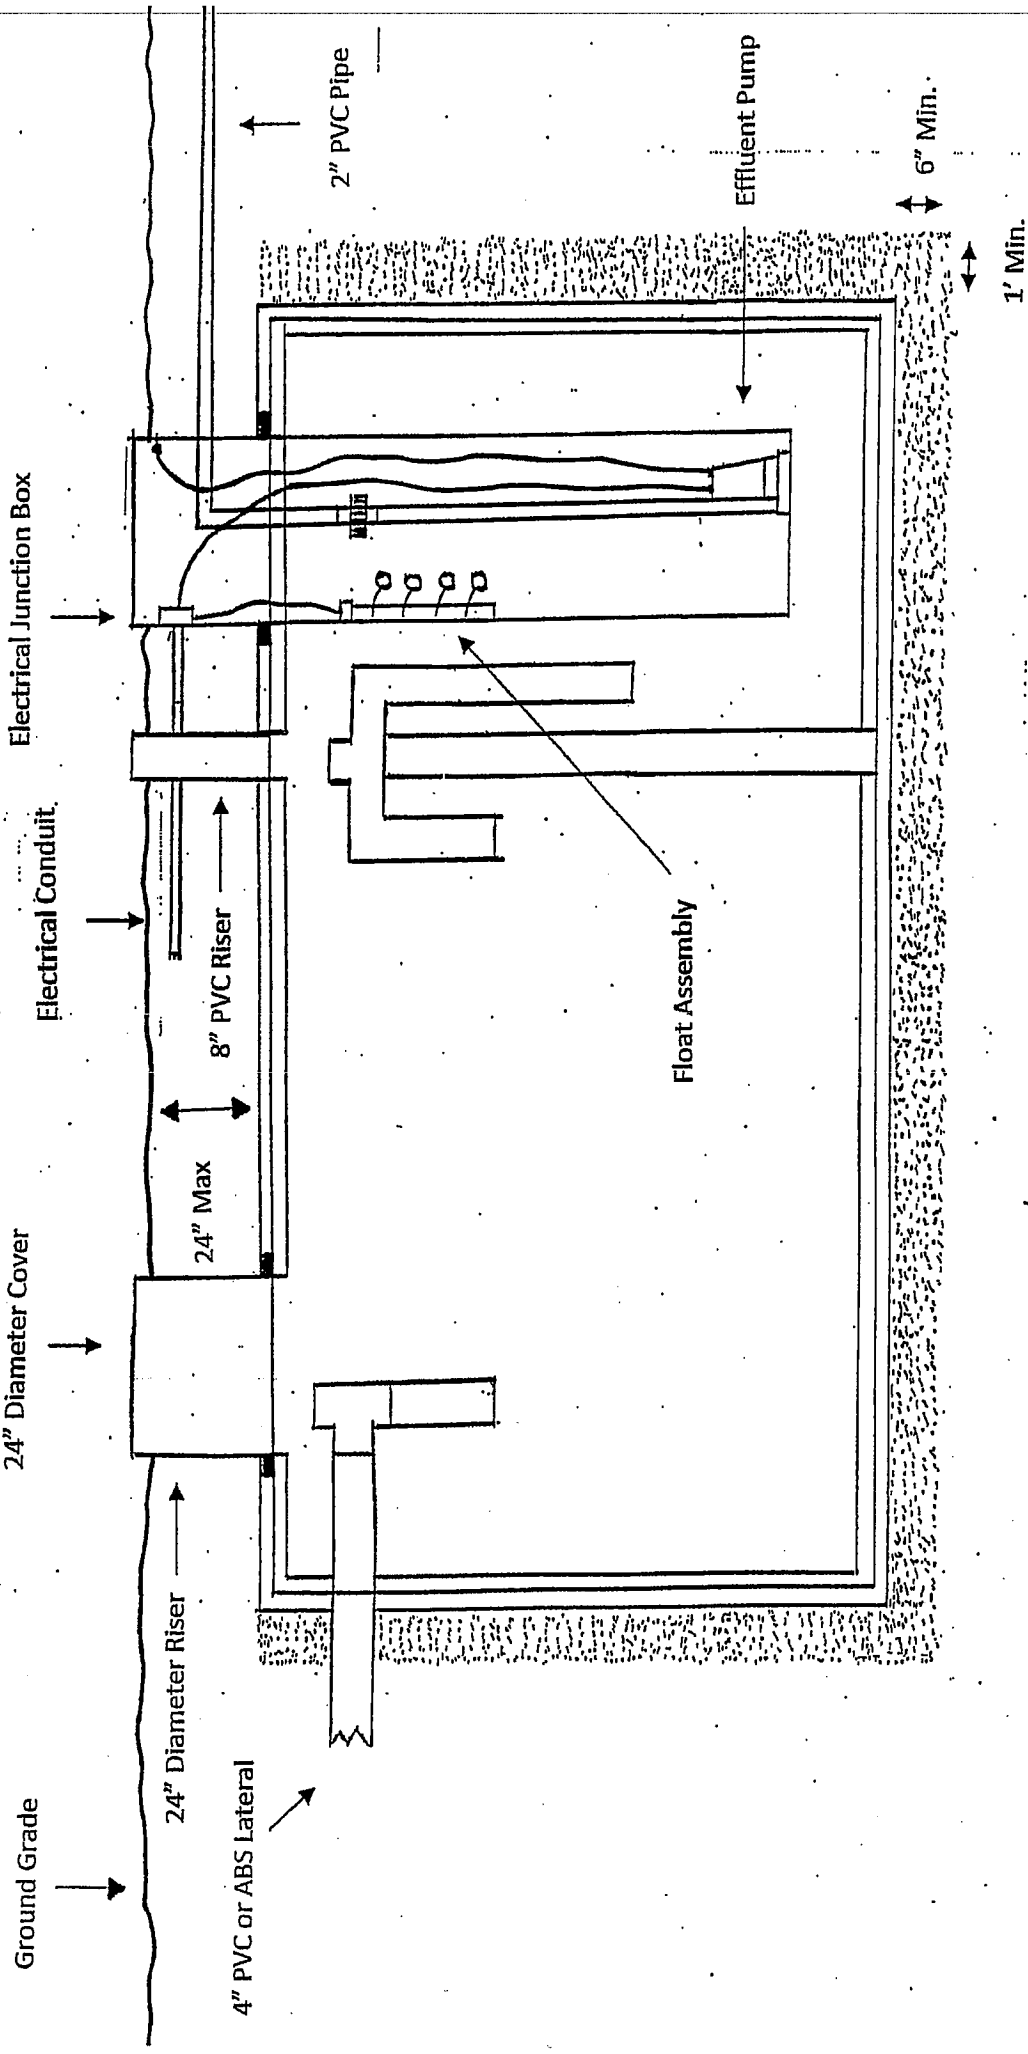 Ground Grade
24" Diameter Cover
Electrical Conduit
Electrical Junction Box
24" Diameter Riser
24" Max
8" PVC Riser
2" PVC Pipe
4" PVC or ABS Lateral
Float Assembly
Effluent Pump
6" Min.
1' Min.